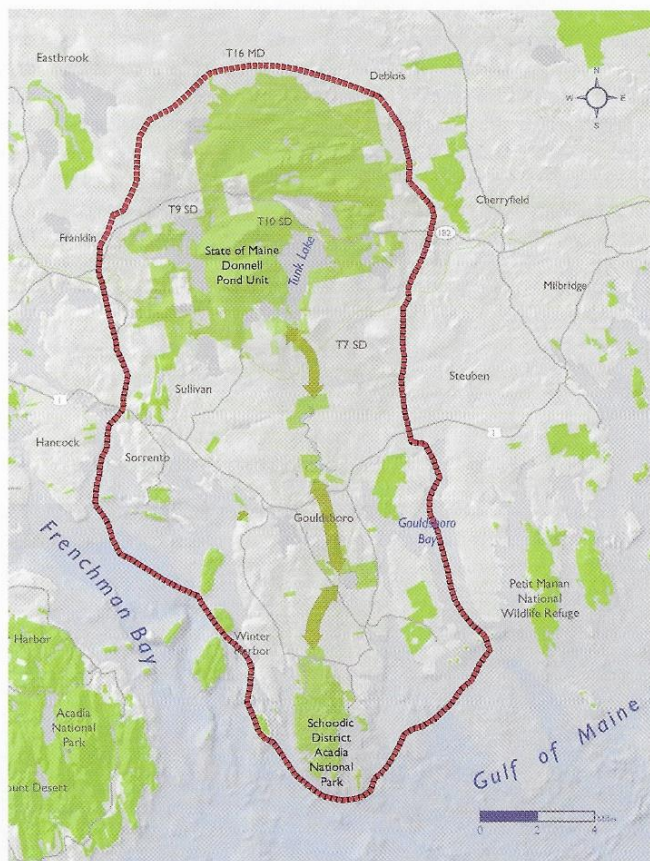 T16 MD
Eastbrook
Deblois
N
W E
S
Cherryfield
T9 SD
T10 SD
Franklin
182
State of Maine
Donnell
Pond Unit
Tunk Lake
Milbridge
T7 SD
Steuben
Sullivan
1
1
Hancock
Sorrento
Gouldsboro
Gouldsboro
Bay
Frenchman Bay
Petit Manan
National
Wildlife Refuge
Harbor
Winter
Harbor
Acadia
National
Park
Schoodic
District
Acadia
National
Park
Gulf of Maine
ount Desert
0 2 4 Miles